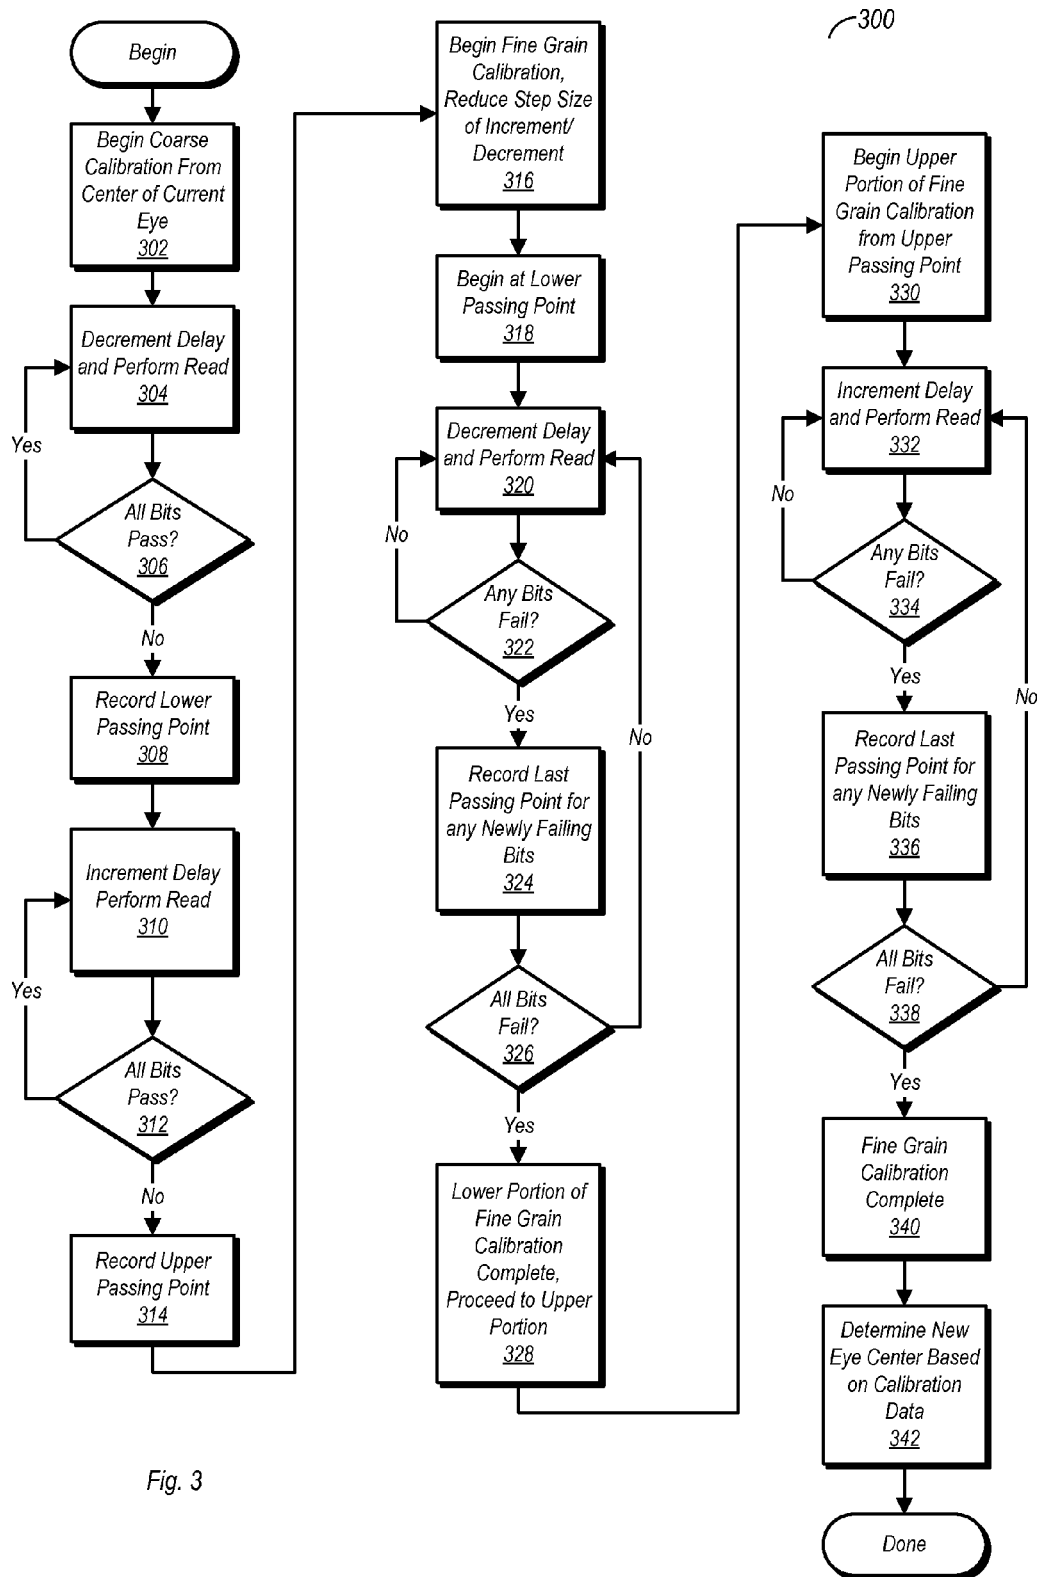 300
Begin
Begin Coarse
Calibration From
Center of Current
Eye
302
Decrement Delay
and Perform Read
304
Yes
All Bits
Pass?
306
No
Record Lower
Passing Point
308
Increment Delay
Perform Read
310
Yes
All Bits
Pass?
312
No
Record Upper
Passing Point
314
Begin Fine Grain
Calibration,
Reduce Step Size
of Increment/
Decrement
316
Begin at Lower
Passing Point
318
Decrement Delay
and Perform Read
320
No
Any Bits
Fail?
322
Yes
No
Record Last
Passing Point for
any Newly Failing
Bits
324
All Bits
Fail?
326
Yes
Lower Portion of
Fine Grain
Calibration
Complete,
Proceed to Upper
Portion
328
Begin Upper
Portion of Fine
Grain Calibration
from Upper
Passing Point
330
Increment Delay
and Perform Read
332
No
Any Bits
Fail?
334
Yes
No
Record Last
Passing Point for
any Newly Failing
Bits
336
All Bits
Fail?
338
Yes
Fine Grain
Calibration
Complete
340
Determine New
Eye Center Based
on Calibration
Data
342
Done
Fig. 3